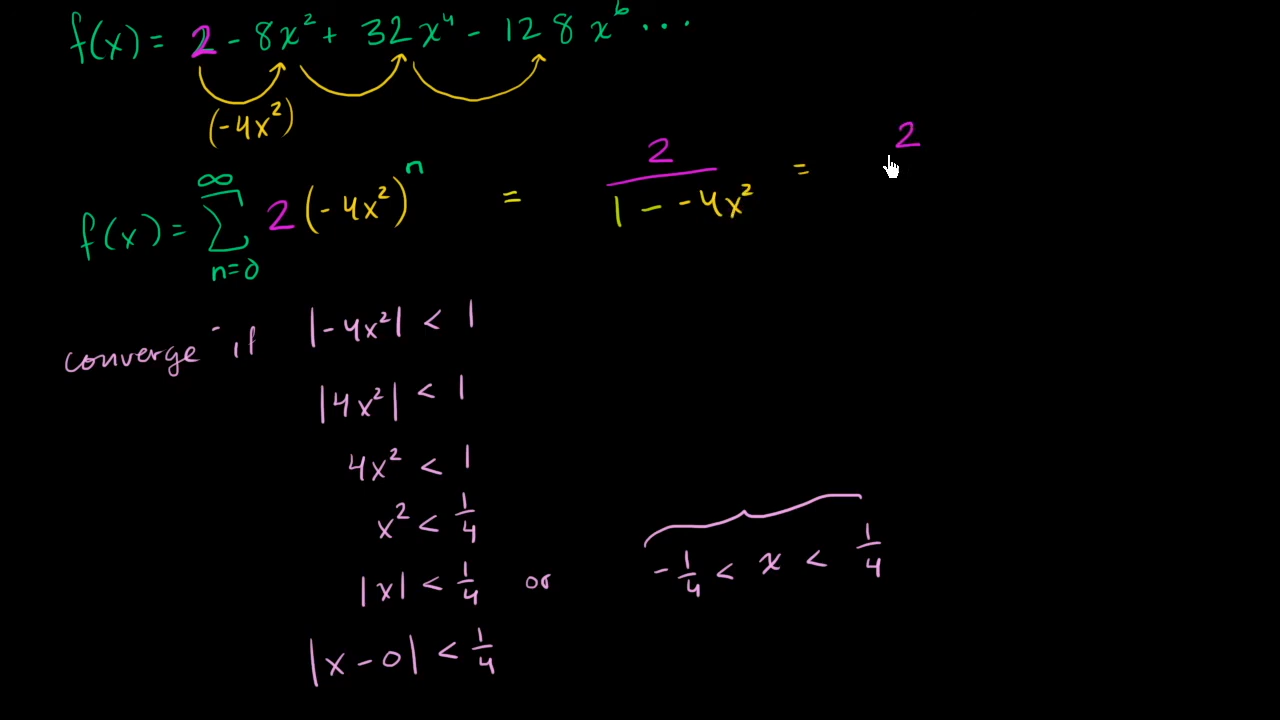 f(x) = 2 - 8x² + 32x⁴ - 128x⁶ ...
(-4x²)
f(x) = ∑_{n=0}^{∞} 2(-4x²)ⁿ = 2/(1 - -4x²) = 2
converge if |-4x²| < 1
|4x²| < 1
4x² < 1
x² < 1/4
|x| < 1/4 or -1/4 < x < 1/4
|x - 0| < 1/4